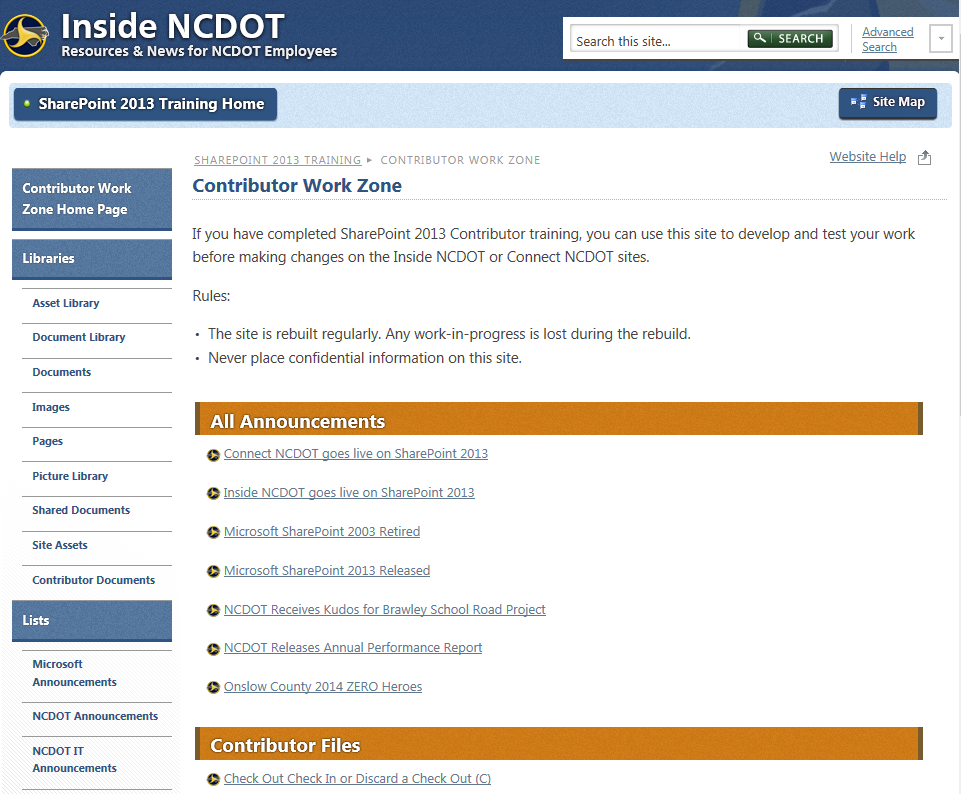 Inside NCDOT
Resources & News for NCDOT Employees
Search this site...
SEARCH
Advanced
Search
SharePoint 2013 Training Home
Site Map
SHAREPOINT 2013 TRAINING ▸ CONTRIBUTOR WORK ZONE
Website Help
Contributor Work Zone
Contributor Work
Zone Home Page
Libraries
Asset Library
Document Library
Documents
Images
Pages
Picture Library
Shared Documents
Site Assets
Contributor Documents
Lists
Microsoft
Announcements
NCDOT Announcements
NCDOT IT
Announcements
If you have completed SharePoint 2013 Contributor training, you can use this site to develop and test your work
before making changes on the Inside NCDOT or Connect NCDOT sites.
Rules:
• The site is rebuilt regularly. Any work-in-progress is lost during the rebuild.
• Never place confidential information on this site.
All Announcements
Connect NCDOT goes live on SharePoint 2013
Inside NCDOT goes live on SharePoint 2013
Microsoft SharePoint 2003 Retired
Microsoft SharePoint 2013 Released
NCDOT Receives Kudos for Brawley School Road Project
NCDOT Releases Annual Performance Report
Onslow County 2014 ZERO Heroes
Contributor Files
Check Out Check In or Discard a Check Out (C)